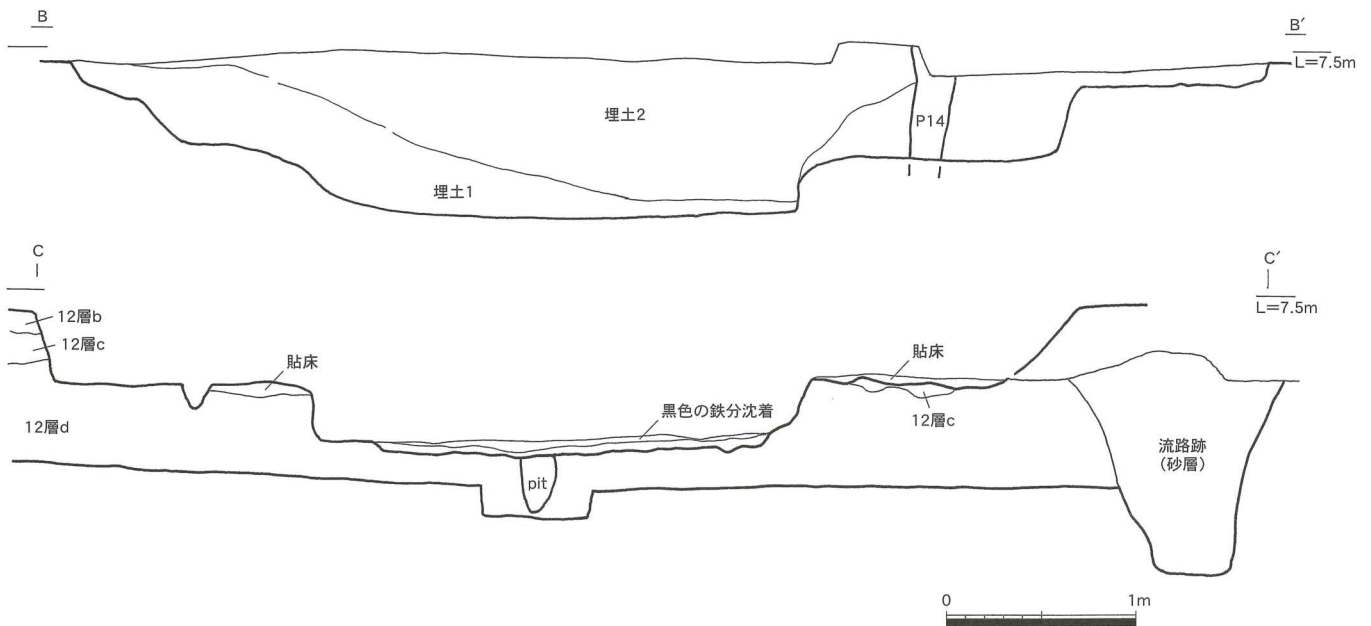 B
B′
L=7.5m
埋土2
P14
埋土1
C
C′
L=7.5m
12層b
12層c
貼床
貼床
黒色の鉄分沈着
12層c
12層d
流路跡
(砂層)
pit
0 1m